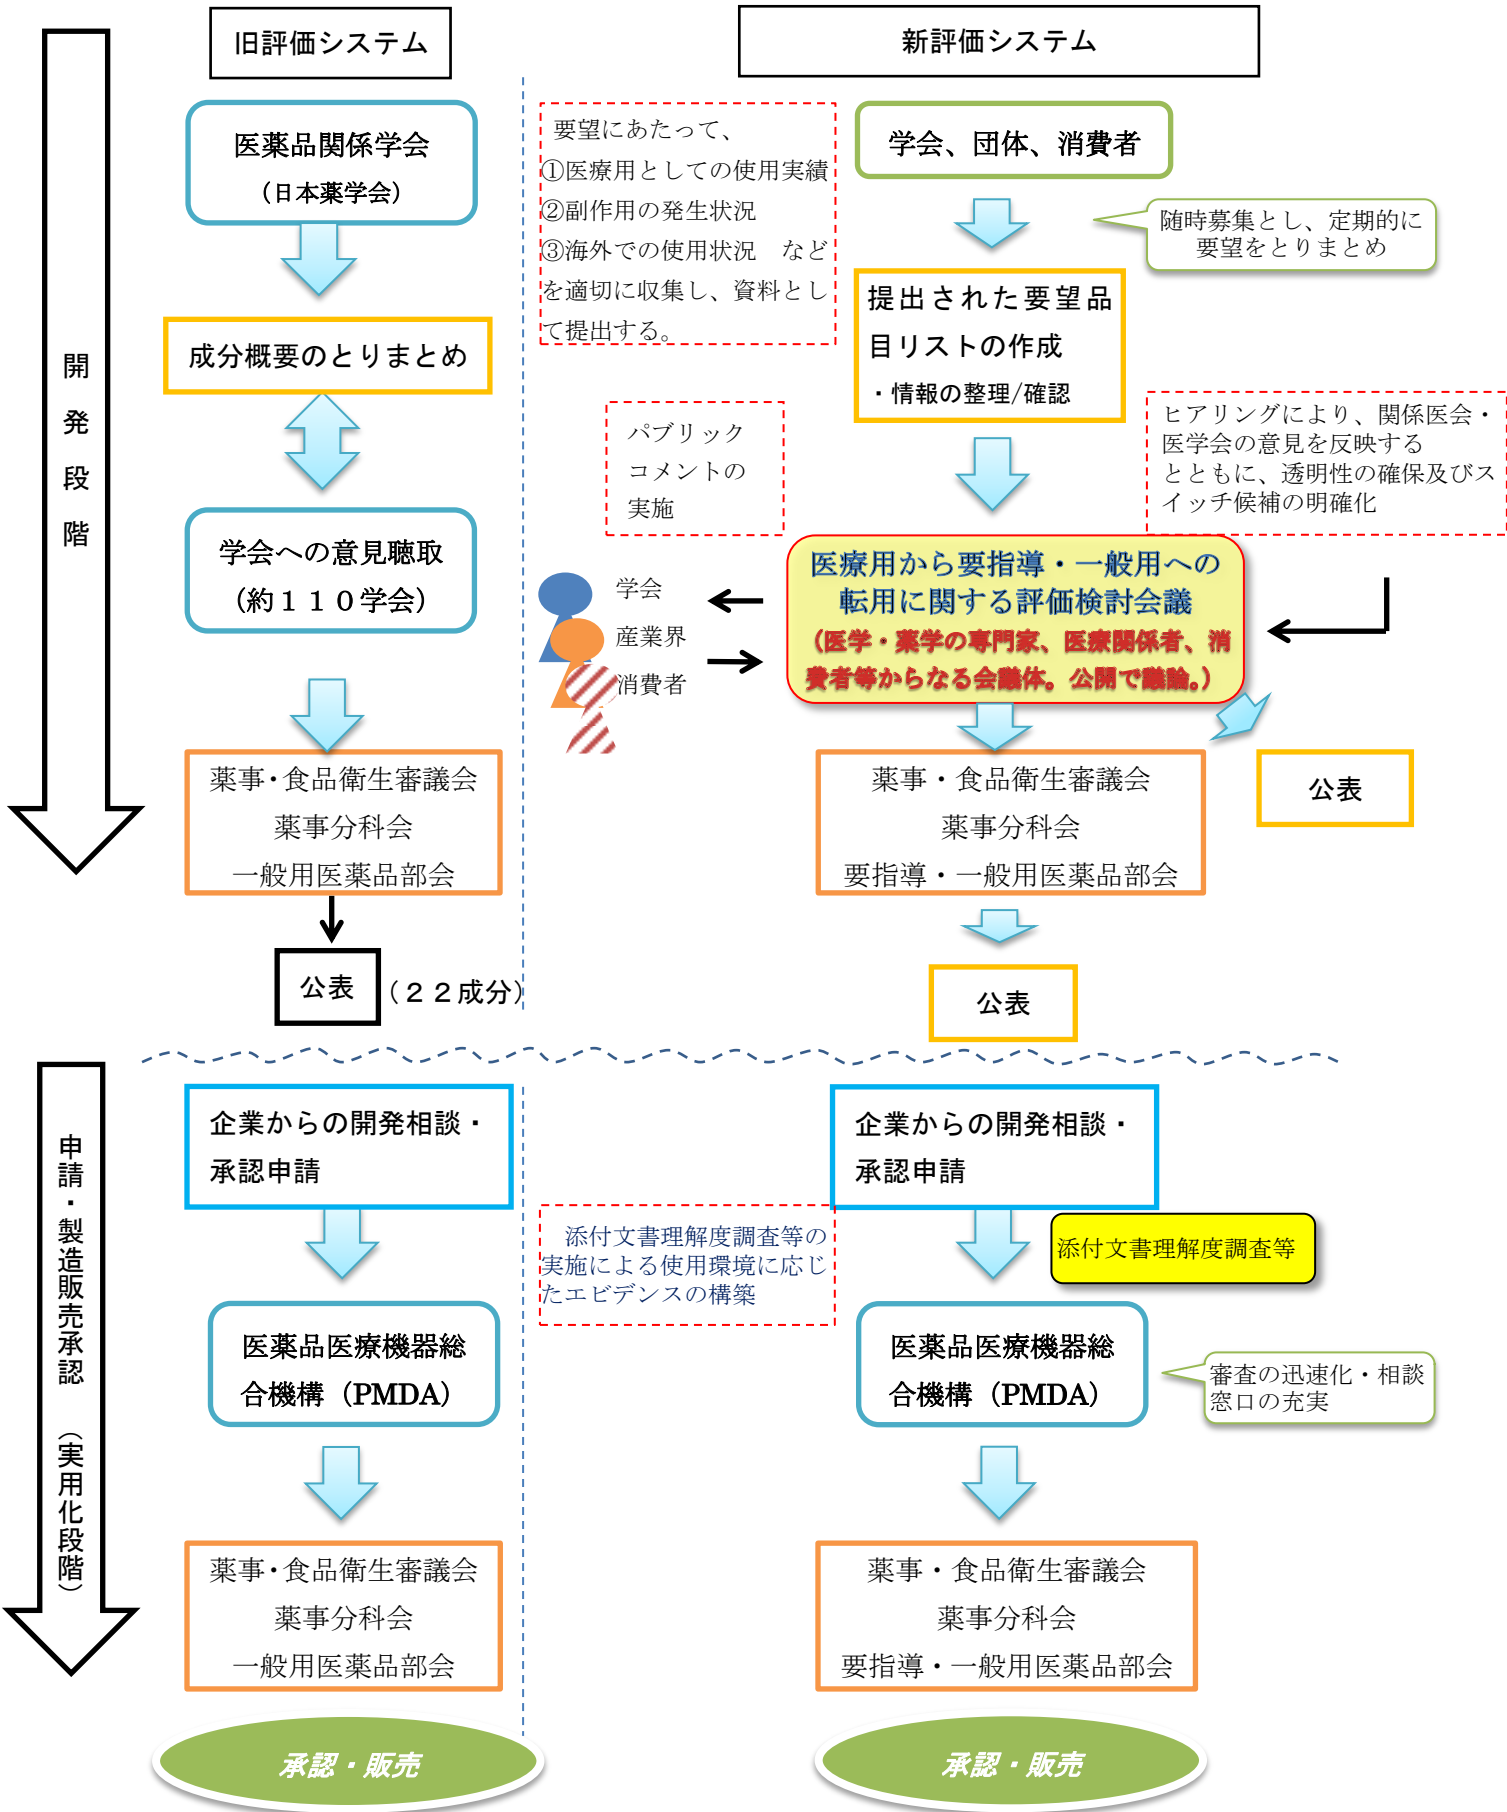 旧評価システム
新評価システム
開発段階
医薬品関係学会
（日本薬学会）
成分概要のとりまとめ
学会への意見聴取
（約１１０学会）
薬事・食品衛生審議会
薬事分科会
一般用医薬品部会
公表
（２２成分）
要望にあたって、
①医療用としての使用実績
②副作用の発生状況
③海外での使用状況　など
を適切に収集し、資料とし
て提出する。
学会、団体、消費者
随時募集とし、定期的に
要望をとりまとめ
提出された要望品
目リストの作成
・情報の整理/確認
パブリック
コメントの
実施
ヒアリングにより、関係医会・
医学会の意見を反映する
とともに、透明性の確保及びス
イッチ候補の明確化
学会
産業界
消費者
医療用から要指導・一般用への
転用に関する評価検討会議
（医学・薬学の専門家、医療関係者、消
費者等からなる会議体。公開で議論。）
薬事・食品衛生審議会
薬事分科会
要指導・一般用医薬品部会
公表
公表
申請・製造販売承認　（実用化段階）
企業からの開発相談・
承認申請
医薬品医療機器総
合機構（PMDA）
薬事・食品衛生審議会
薬事分科会
一般用医薬品部会
承認・販売
添付文書理解度調査等の
実施による使用環境に応じ
たエビデンスの構築
企業からの開発相談・
承認申請
添付文書理解度調査等
医薬品医療機器総
合機構（PMDA）
審査の迅速化・相談
窓口の充実
薬事・食品衛生審議会
薬事分科会
要指導・一般用医薬品部会
承認・販売